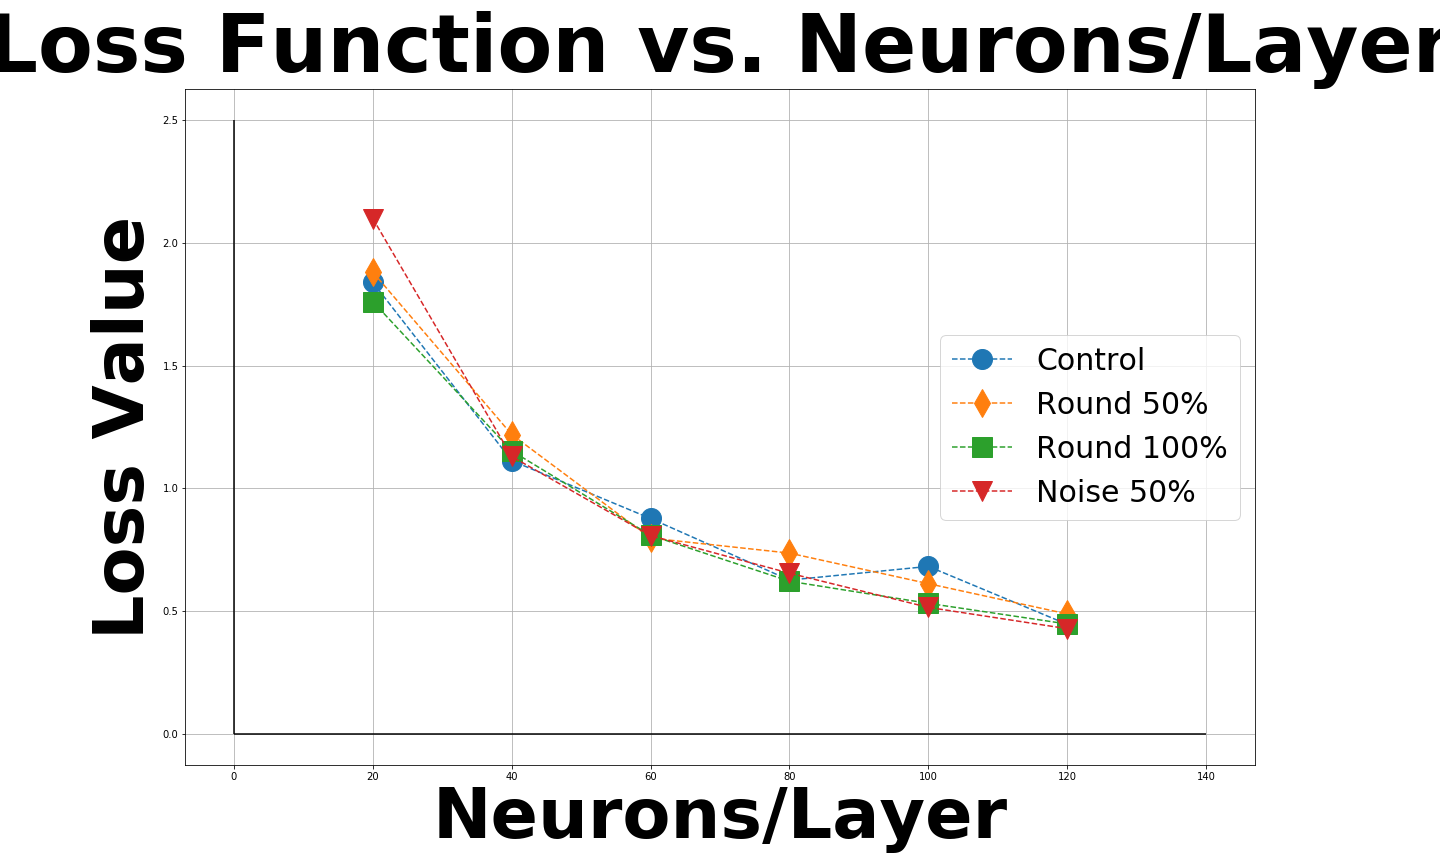 Loss Function vs. Neurons/Layer
Loss Value
2.5
2.0
1.5
1.0
0.5
0.0
Control
Round 50%
Round 100%
Noise 50%
0 20 40 60 80 100 120 140
Neurons/Layer